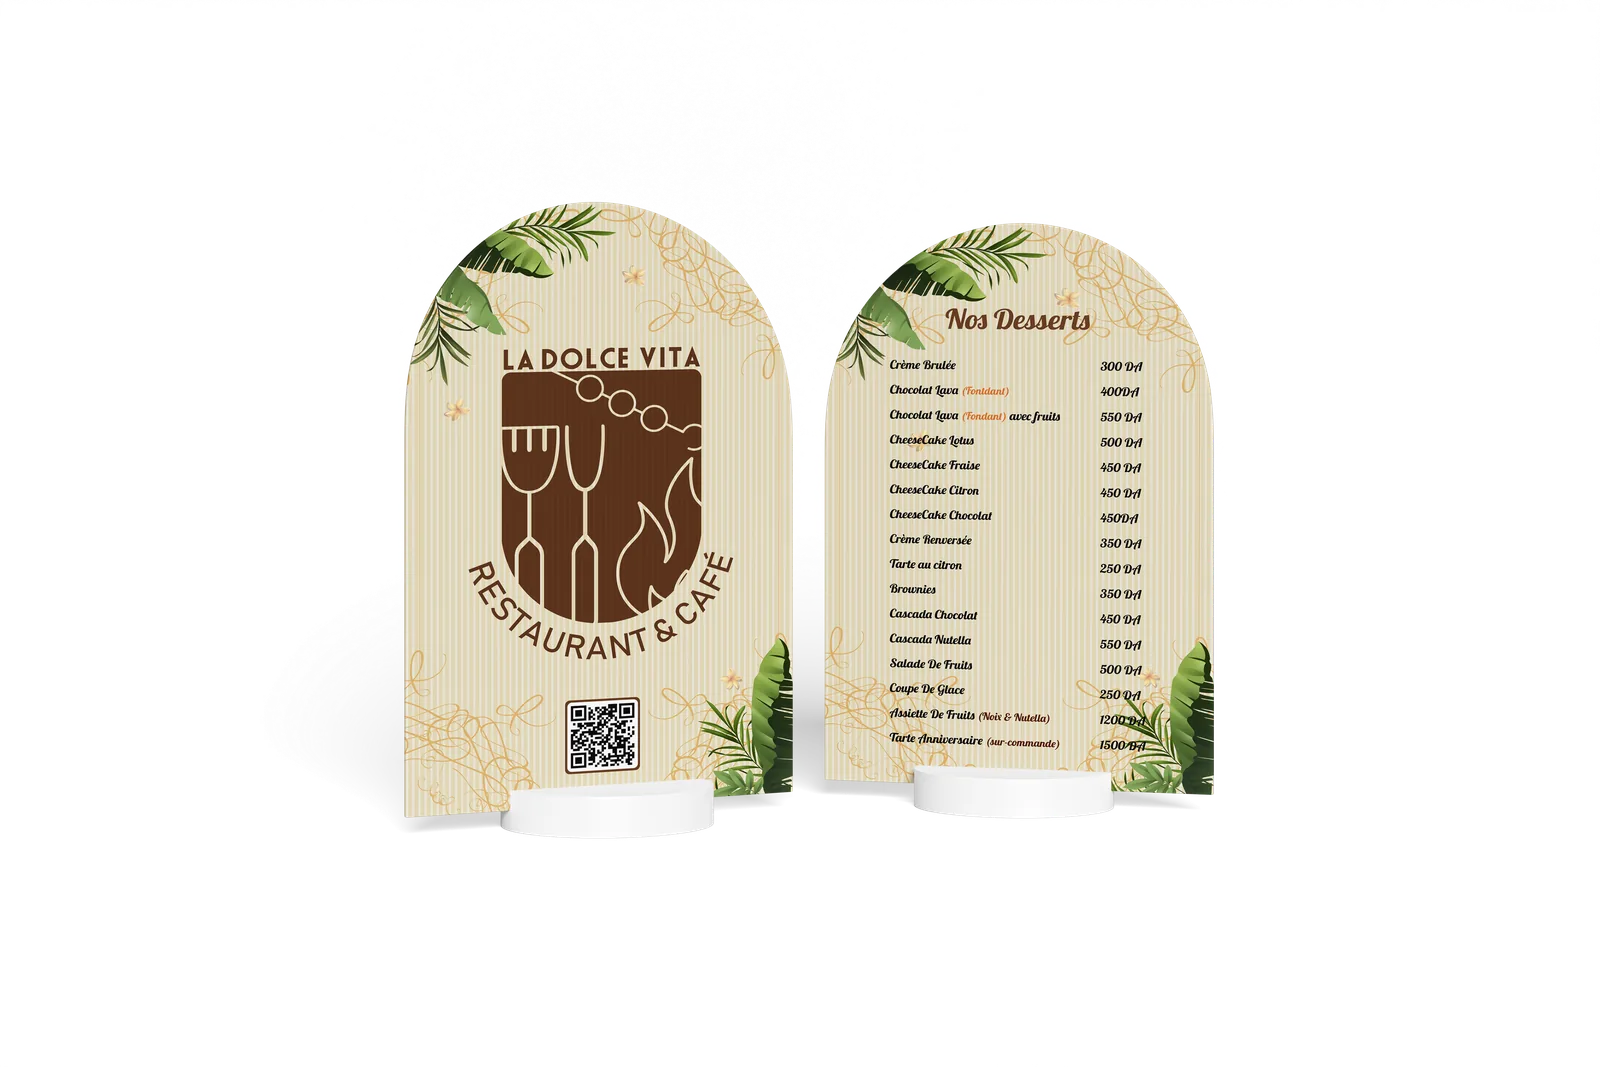 LA DOLCE VITA
RESTAURANT & CAFÉ
Nos Desserts
Crème Brulée 300 DA
Chocolat Lava (Fontdant) 400DA
Chocolat Lava (Fondant) avec fruits 550 DA
CheeseCake Lotus 500 DA
CheeseCake Fraise 450 DA
CheeseCake Citron 450 DA
CheeseCake Chocolat 450DA
Crème Renversée 350 DA
Tarte au citron 250 DA
Brownies 350 DA
Cascada Chocolat 450 DA
Cascada Nutella 550 DA
Salade De Fruits 500 DA
Coupe De Glace 250 DA
Assiette De Fruits (Noix & Nutella) 1200 DA
Tarte Anniversaire (sur-commande) 1500 DA